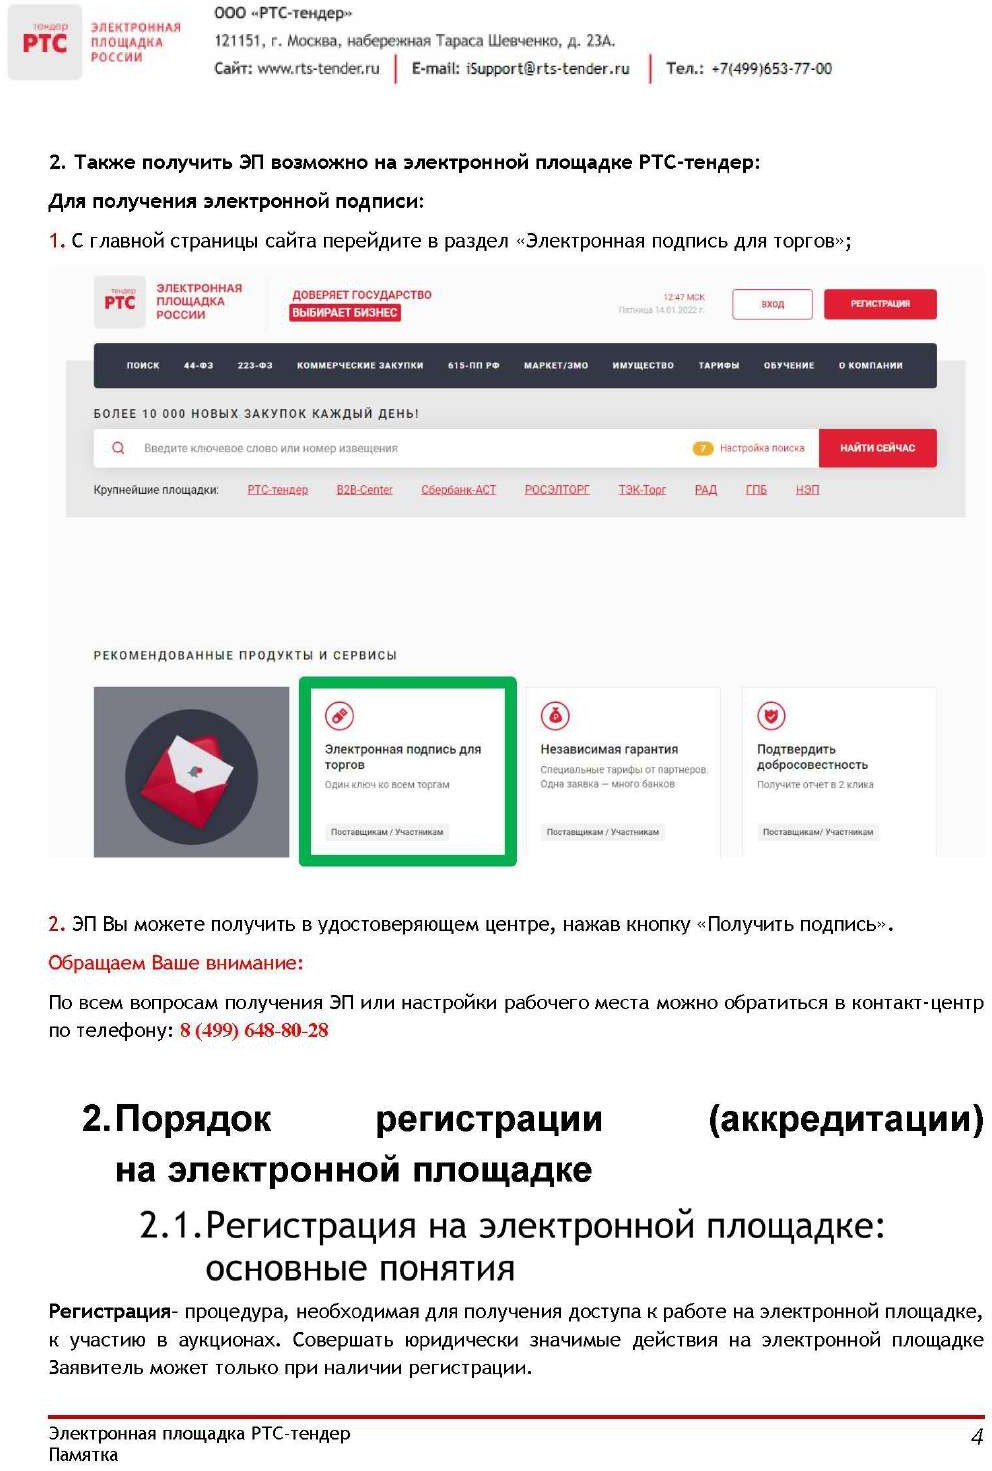 тендер
РТС
ЭЛЕКТРОННАЯ
ПЛОЩАДКА
РОССИИ
ООО «РТС-тендер»
121151, г. Москва, набережная Тараса Шевченко, д. 23А.
Сайт: www.rts-tender.ru | E-mail: iSupport@rts-tender.ru | Тел.: +7(499)653-77-00
2. Также получить ЭП возможно на электронной площадке РТС-тендер:
Для получения электронной подписи:
1. С главной страницы сайта перейдите в раздел «Электронная подпись для торгов»;
тендер
РТС
ЭЛЕКТРОННАЯ
ПЛОЩАДКА
РОССИИ
ДОВЕРЯЕТ ГОСУДАРСТВО
ВЫБИРАЕТ БИЗНЕС
12:47 МСК
Пятница 14.01.2022 г.
ВХОД
РЕГИСТРАЦИЯ
ПОИСК 44-ФЗ 223-ФЗ КОММЕРЧЕСКИЕ ЗАКУПКИ 615-ПП РФ МАРКЕТ/ЗМО ИМУЩЕСТВО ТАРИФЫ ОБУЧЕНИЕ О КОМПАНИИ
БОЛЕЕ 10 000 НОВЫХ ЗАКУПОК КАЖДЫЙ ДЕНЬ!
Введите ключевое слово или номер извещения 7 Настройка поиска НАЙТИ СЕЙЧАС
Крупнейшие площадки: РТС-тендер B2B-Center Сбербанк-АСТ РОСЭЛТОРГ ТЭК-Торг РАД ГПБ НЭП
РЕКОМЕНДОВАННЫЕ ПРОДУКТЫ И СЕРВИСЫ
Электронная подпись для
торгов
Один ключ ко всем торгам
Поставщикам / Участникам
Независимая гарантия
Специальные тарифы от партнеров.
Одна заявка — много банков
Поставщикам / Участникам
Подтвердить
добросовестность
Получите отчет в 2 клика
Поставщикам/ Участникам
2. ЭП Вы можете получить в удостоверяющем центре, нажав кнопку «Получить подпись».
Обращаем Ваше внимание:
По всем вопросам получения ЭП или настройки рабочего места можно обратиться в контакт-центр
по телефону: 8 (499) 648-80-28
2. Порядок регистрации (аккредитации)
на электронной площадке
2.1. Регистрация на электронной площадке:
основные понятия
Регистрация– процедура, необходимая для получения доступа к работе на электронной площадке,
к участию в аукционах. Совершать юридически значимые действия на электронной площадке
Заявитель может только при наличии регистрации.
Электронная площадка РТС-тендер
Памятка
4